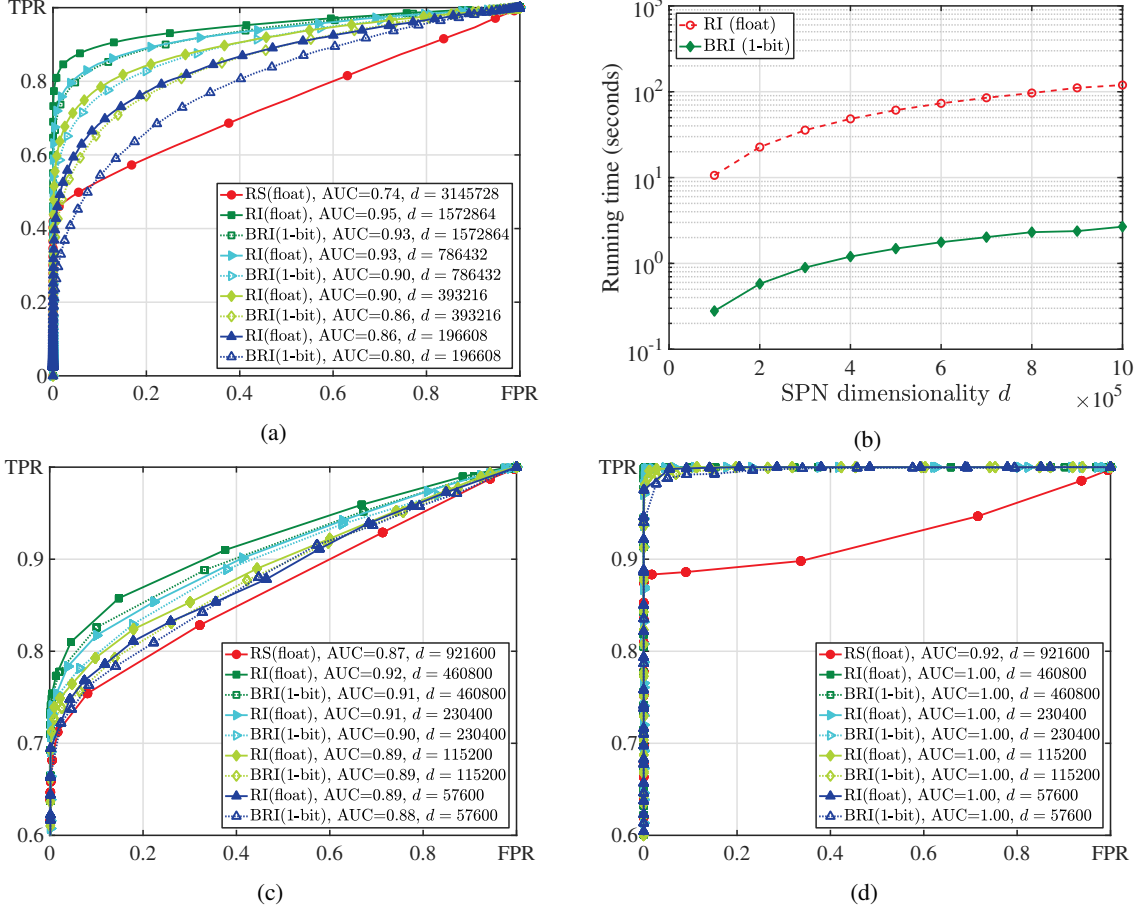 TPR
1
0.8
0.6
0.4
0.2
0
0 0.2 0.4 0.6 0.8 FPR
RS(float), AUC=0.74, d = 3145728
RI(float), AUC=0.95, d = 1572864
BRI(1-bit), AUC=0.93, d = 1572864
RI(float), AUC=0.93, d = 786432
BRI(1-bit), AUC=0.90, d = 786432
RI(float), AUC=0.90, d = 393216
BRI(1-bit), AUC=0.86, d = 393216
RI(float), AUC=0.86, d = 196608
BRI(1-bit), AUC=0.80, d = 196608
(a)
RI (float)
BRI (1-bit)
Running time (seconds)
10^3
10^2
10^1
10^0
10^-1
0 2 4 6 8 10
SPN dimensionality d
×10^5
(b)
TPR
0.9
0.8
0.7
0.6
0 0.2 0.4 0.6 0.8 FPR
RS(float), AUC=0.87, d = 921600
RI(float), AUC=0.92, d = 460800
BRI(1-bit), AUC=0.91, d = 460800
RI(float), AUC=0.91, d = 230400
BRI(1-bit), AUC=0.90, d = 230400
RI(float), AUC=0.89, d = 115200
BRI(1-bit), AUC=0.89, d = 115200
RI(float), AUC=0.89, d = 57600
BRI(1-bit), AUC=0.88, d = 57600
(c)
TPR
0.9
0.8
0.7
0.6
0 0.2 0.4 0.6 0.8 FPR
RS(float), AUC=0.92, d = 921600
RI(float), AUC=1.00, d = 460800
BRI(1-bit), AUC=1.00, d = 460800
RI(float), AUC=1.00, d = 230400
BRI(1-bit), AUC=1.00, d = 230400
RI(float), AUC=1.00, d = 115200
BRI(1-bit), AUC=1.00, d = 115200
RI(float), AUC=1.00, d = 57600
BRI(1-bit), AUC=1.00, d = 57600
(d)